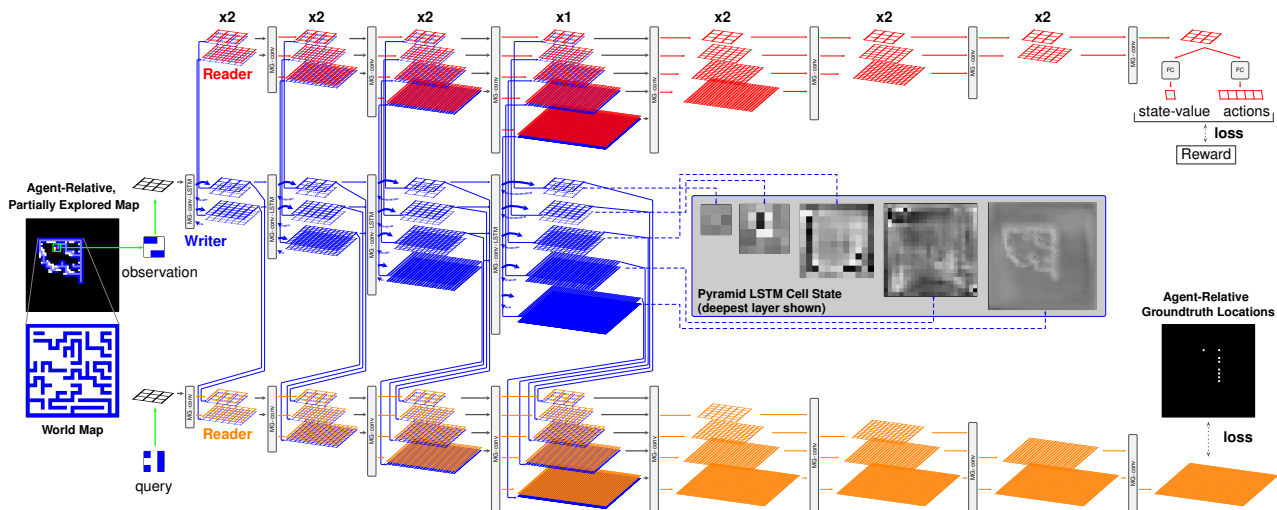 x2
x2
x2
x1
x2
x2
x2
MG-conv
MG-conv
MG-conv
MG-conv
MG-conv
MG-conv
MG-conv
Reader
FC
FC
state-value
actions
loss
Reward
Agent-Relative,
Partially Explored Map
observation
MG-conv-LSTM
MG-conv-LSTM
MG-conv-LSTM
MG-conv-LSTM
Writer
Pyramid LSTM Cell State
(deepest layer shown)
Agent-Relative
Groundtruth Locations
World Map
MG-conv
MG-conv
MG-conv
MG-conv
MG-conv
MG-conv
MG-conv
MG-conv
Reader
loss
query